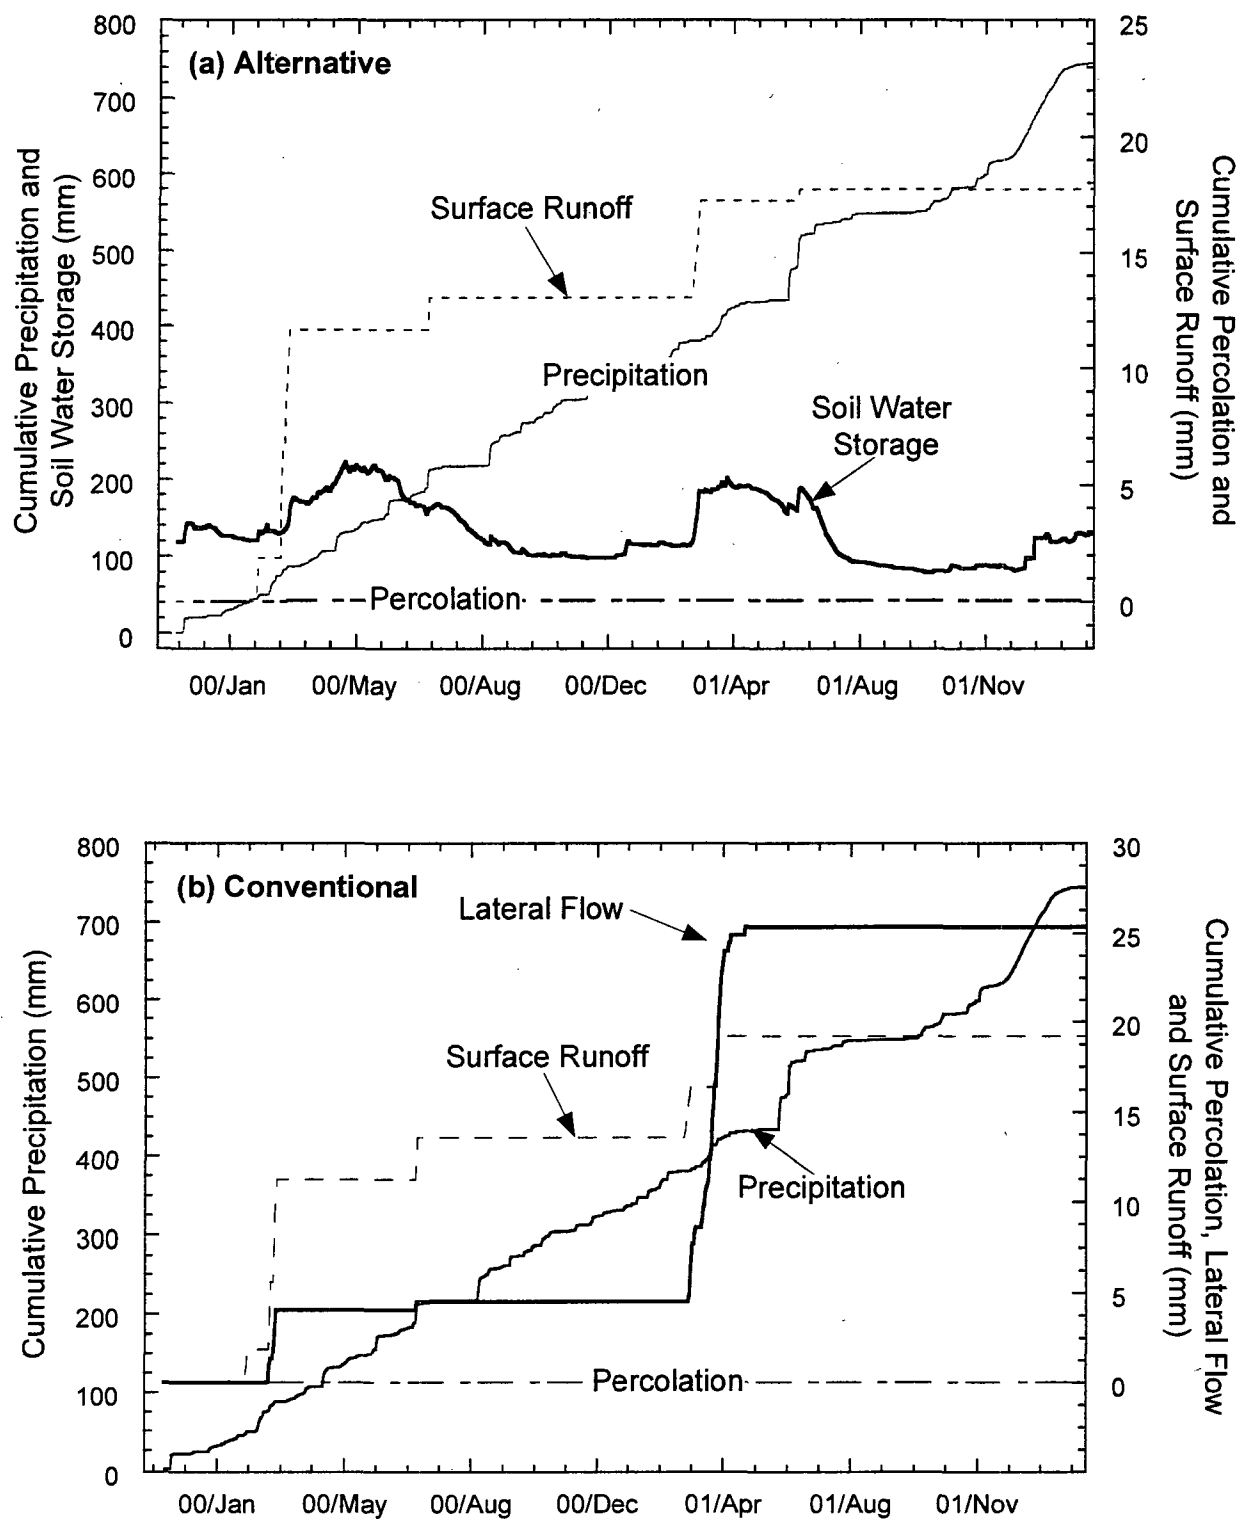 (a) Alternative
800
700
600
500
400
300
200
100
0
25
20
15
10
5
0
Cumulative Precipitation and
Soil Water Storage (mm)
Cumulative Percolation and
Surface Runoff (mm)
Surface Runoff
Precipitation
Soil Water
Storage
Percolation
00/Jan 00/May 00/Aug 00/Dec 01/Apr 01/Aug 01/Nov
(b) Conventional
800
700
600
500
400
300
200
100
0
30
25
20
15
10
5
0
Cumulative Precipitation (mm)
Cumulative Percolation, Lateral Flow
and Surface Runoff (mm)
Lateral Flow
Surface Runoff
Precipitation
Percolation
00/Jan 00/May 00/Aug 00/Dec 01/Apr 01/Aug 01/Nov